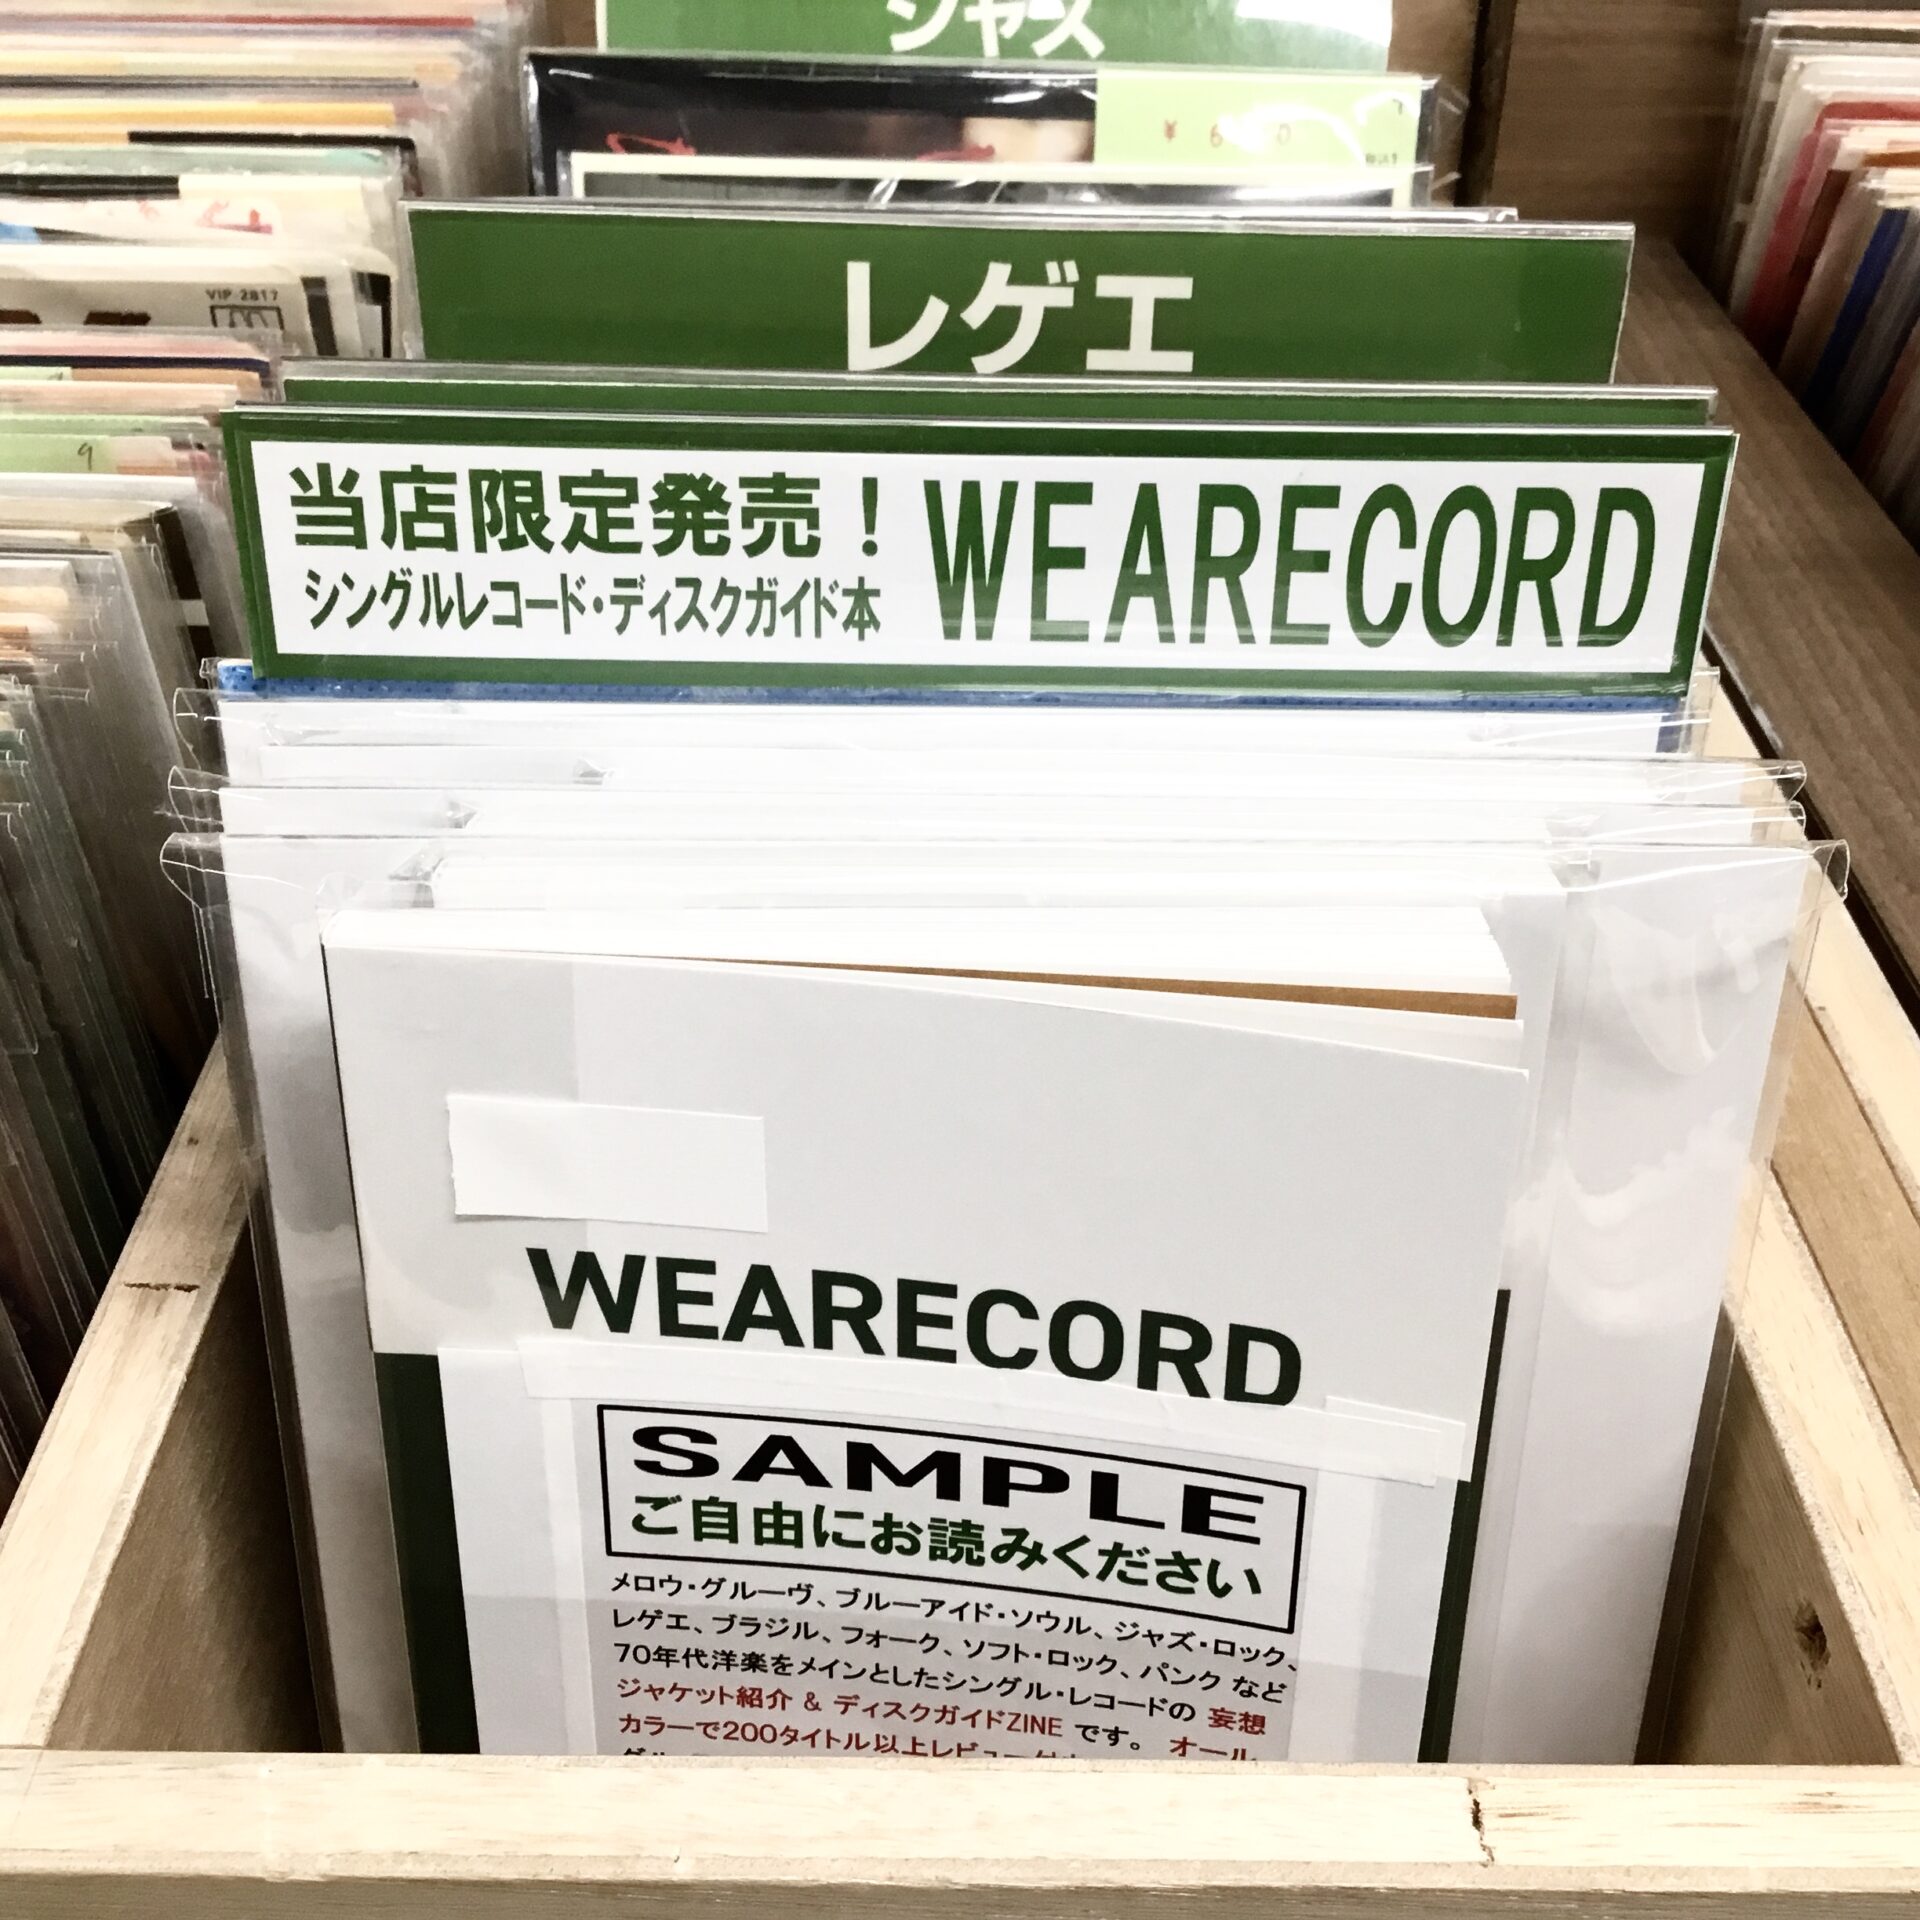 ジャズ
VIP 2817
レゲエ
9
当店限定発売！
シングルレコード・ディスクガイド本
WEARECORD
WEARECORD
SAMPLE
ご自由にお読みください
メロウ・グルーヴ、ブルーアイド・ソウル、ジャズ・ロック、
レゲエ、ブラジル、フォーク、ソフト・ロック、パンク など
70年代洋楽をメインとしたシングル・レコードの 妄想
ジャケット紹介 & ディスクガイドZINE です。 オール
カラーで200タイトル以上レビュー